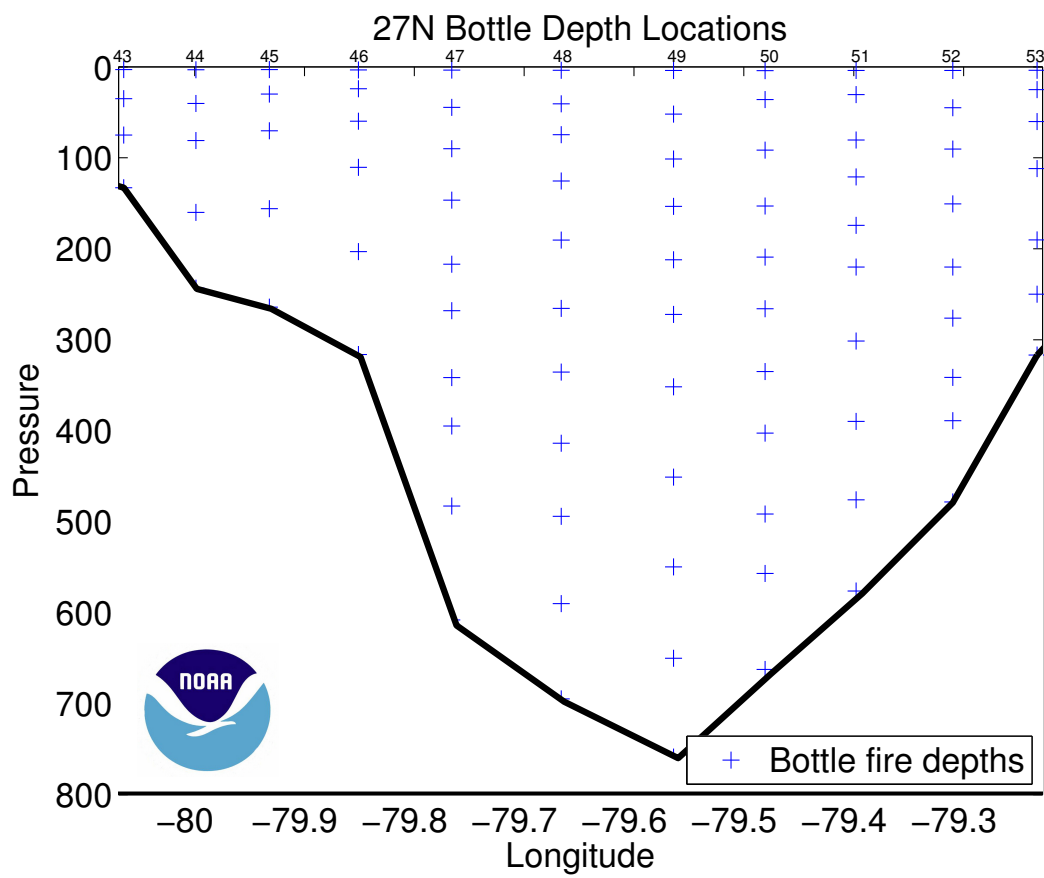 27N Bottle Depth Locations
43 44 45 46 47 48 49 50 51 52 53
0
100
200
300
400
500
600
700
800
Pressure
NOAA
Bottle fire depths
−80 −79.9 −79.8 −79.7 −79.6 −79.5 −79.4 −79.3
Longitude